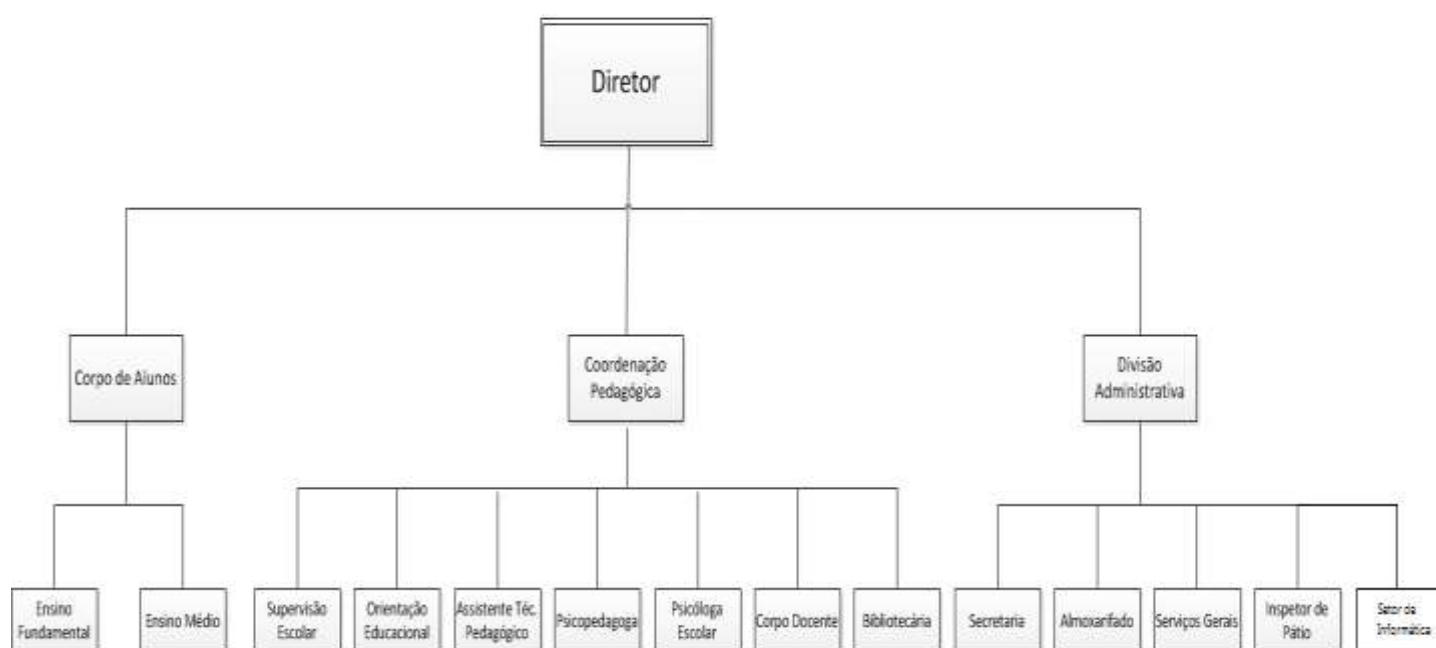 Diretor
Corpo de Alunos
Coordenação
Pedagógica
Divisão
Administrativa
Ensino
Fundamental
Ensino Médio
Supervisão
Escolar
Orientação
Educacional
Assistente Téc.
Pedagógico
Psicopedagoga
Psicóloga
Escolar
Corpo Docente
Bibliotecária
Secretaria
Almoxarifado
Serviços Gerais
Inspetor de
Pátio
Setor de
Informática